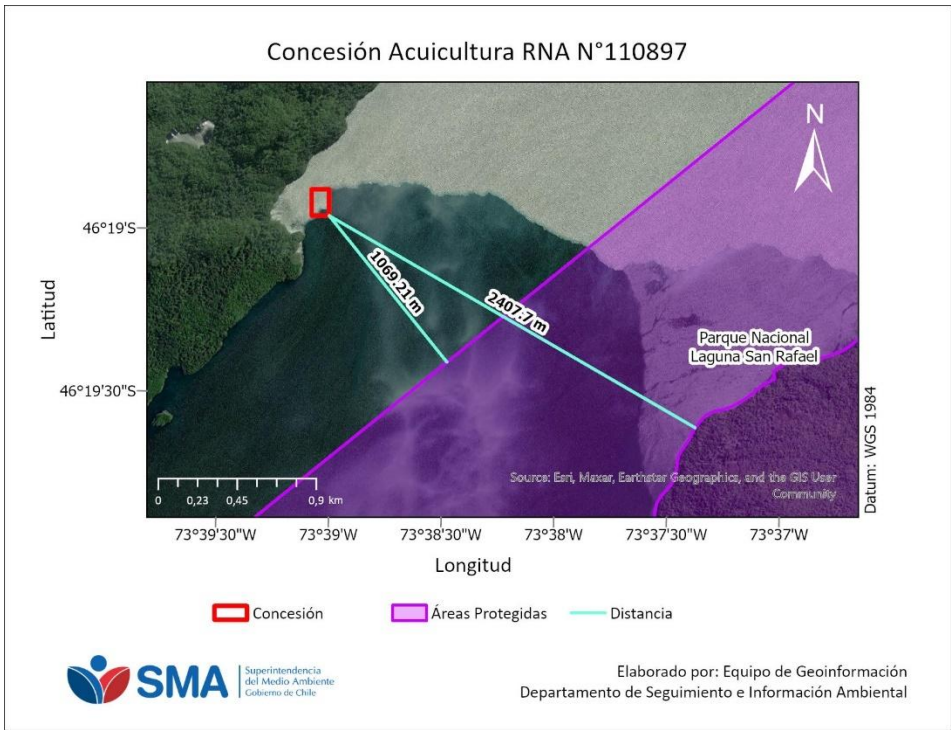 Concesión Acuicultura RNA N°110897
N
46°19'S
1069.21 m
2407.7 m
Parque Nacional
Laguna San Rafael
Latitud
46°19'30"S
Datum: WGS 1984
Source: Esri, Maxar, Earthstar Geographics, and the GIS User
Community
0 0,23 0,45 0,9 km
73°39'30"W 73°39'W 73°38'30"W 73°38'W 73°37'30"W 73°37'W
Longitud
Concesión Áreas Protegidas Distancia
SMA
Superintendencia
del Medio Ambiente
Gobierno de Chile
Elaborado por: Equipo de Geoinformación
Departamento de Seguimiento e Información Ambiental